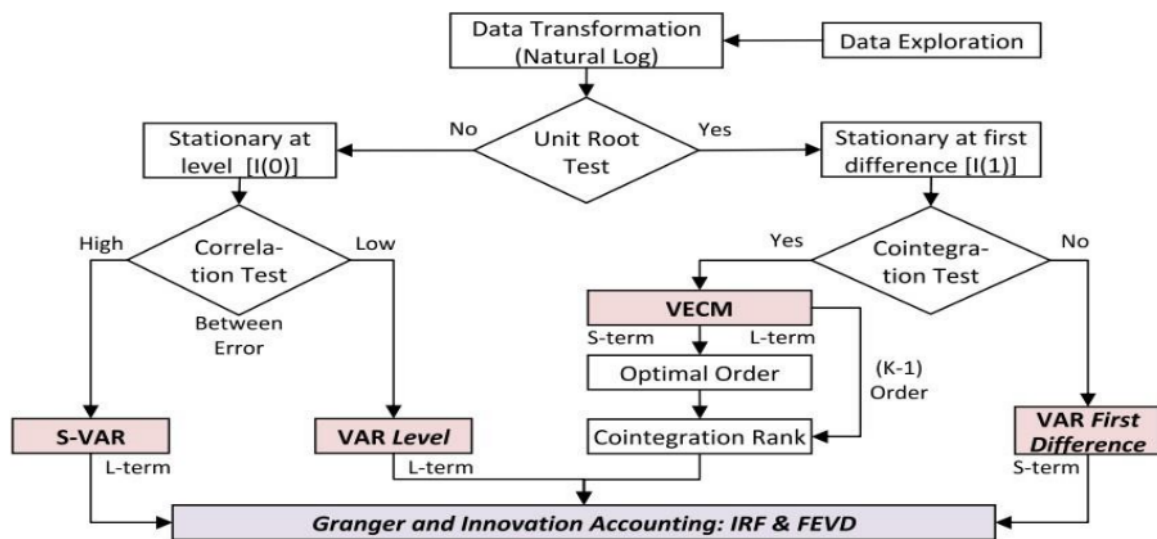 Data Transformation
(Natural Log)
Data Exploration
No
Unit Root
Test
Yes
Stationary at
level [I(0)]
Stationary at first
difference [I(1)]
High
Correla-
tion Test
Low
Between
Error
Yes
Cointegra-
tion Test
No
VECM
S-term
L-term
Optimal Order
(K-1)
Order
Cointegration Rank
S-VAR
L-term
VAR Level
L-term
VAR First
Difference
S-term
Granger and Innovation Accounting: IRF & FEVD